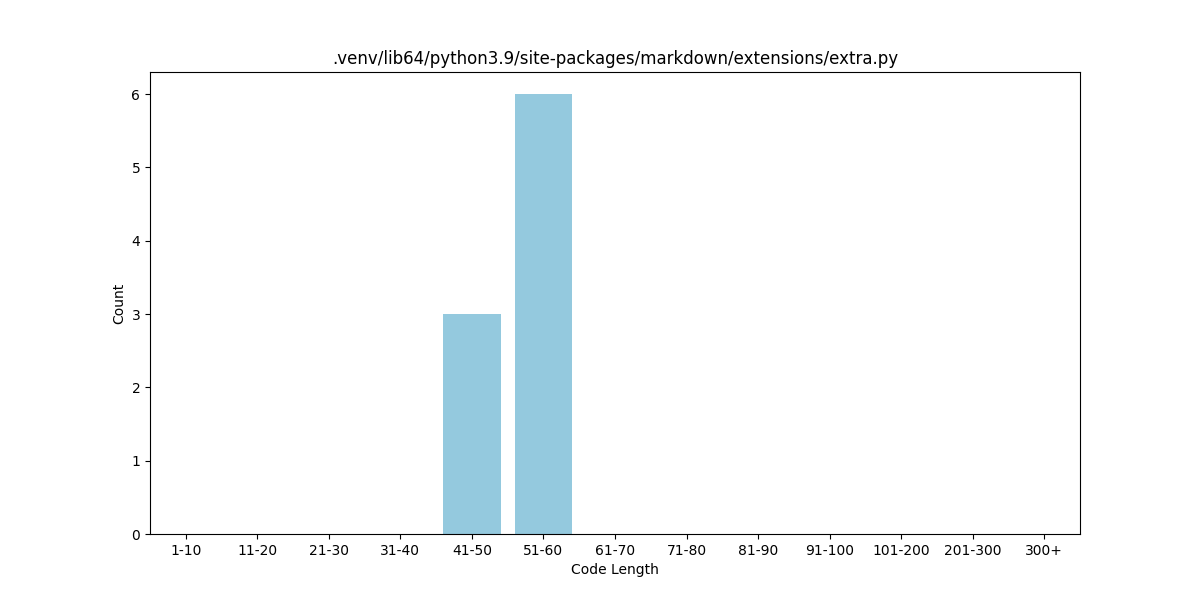 .venv/lib64/python3.9/site-packages/markdown/extensions/extra.py
6
5
4
3
2
1
0
Count
1-10 11-20 21-30 31-40 41-50 51-60 61-70 71-80 81-90 91-100 101-200 201-300 300+
Code Length